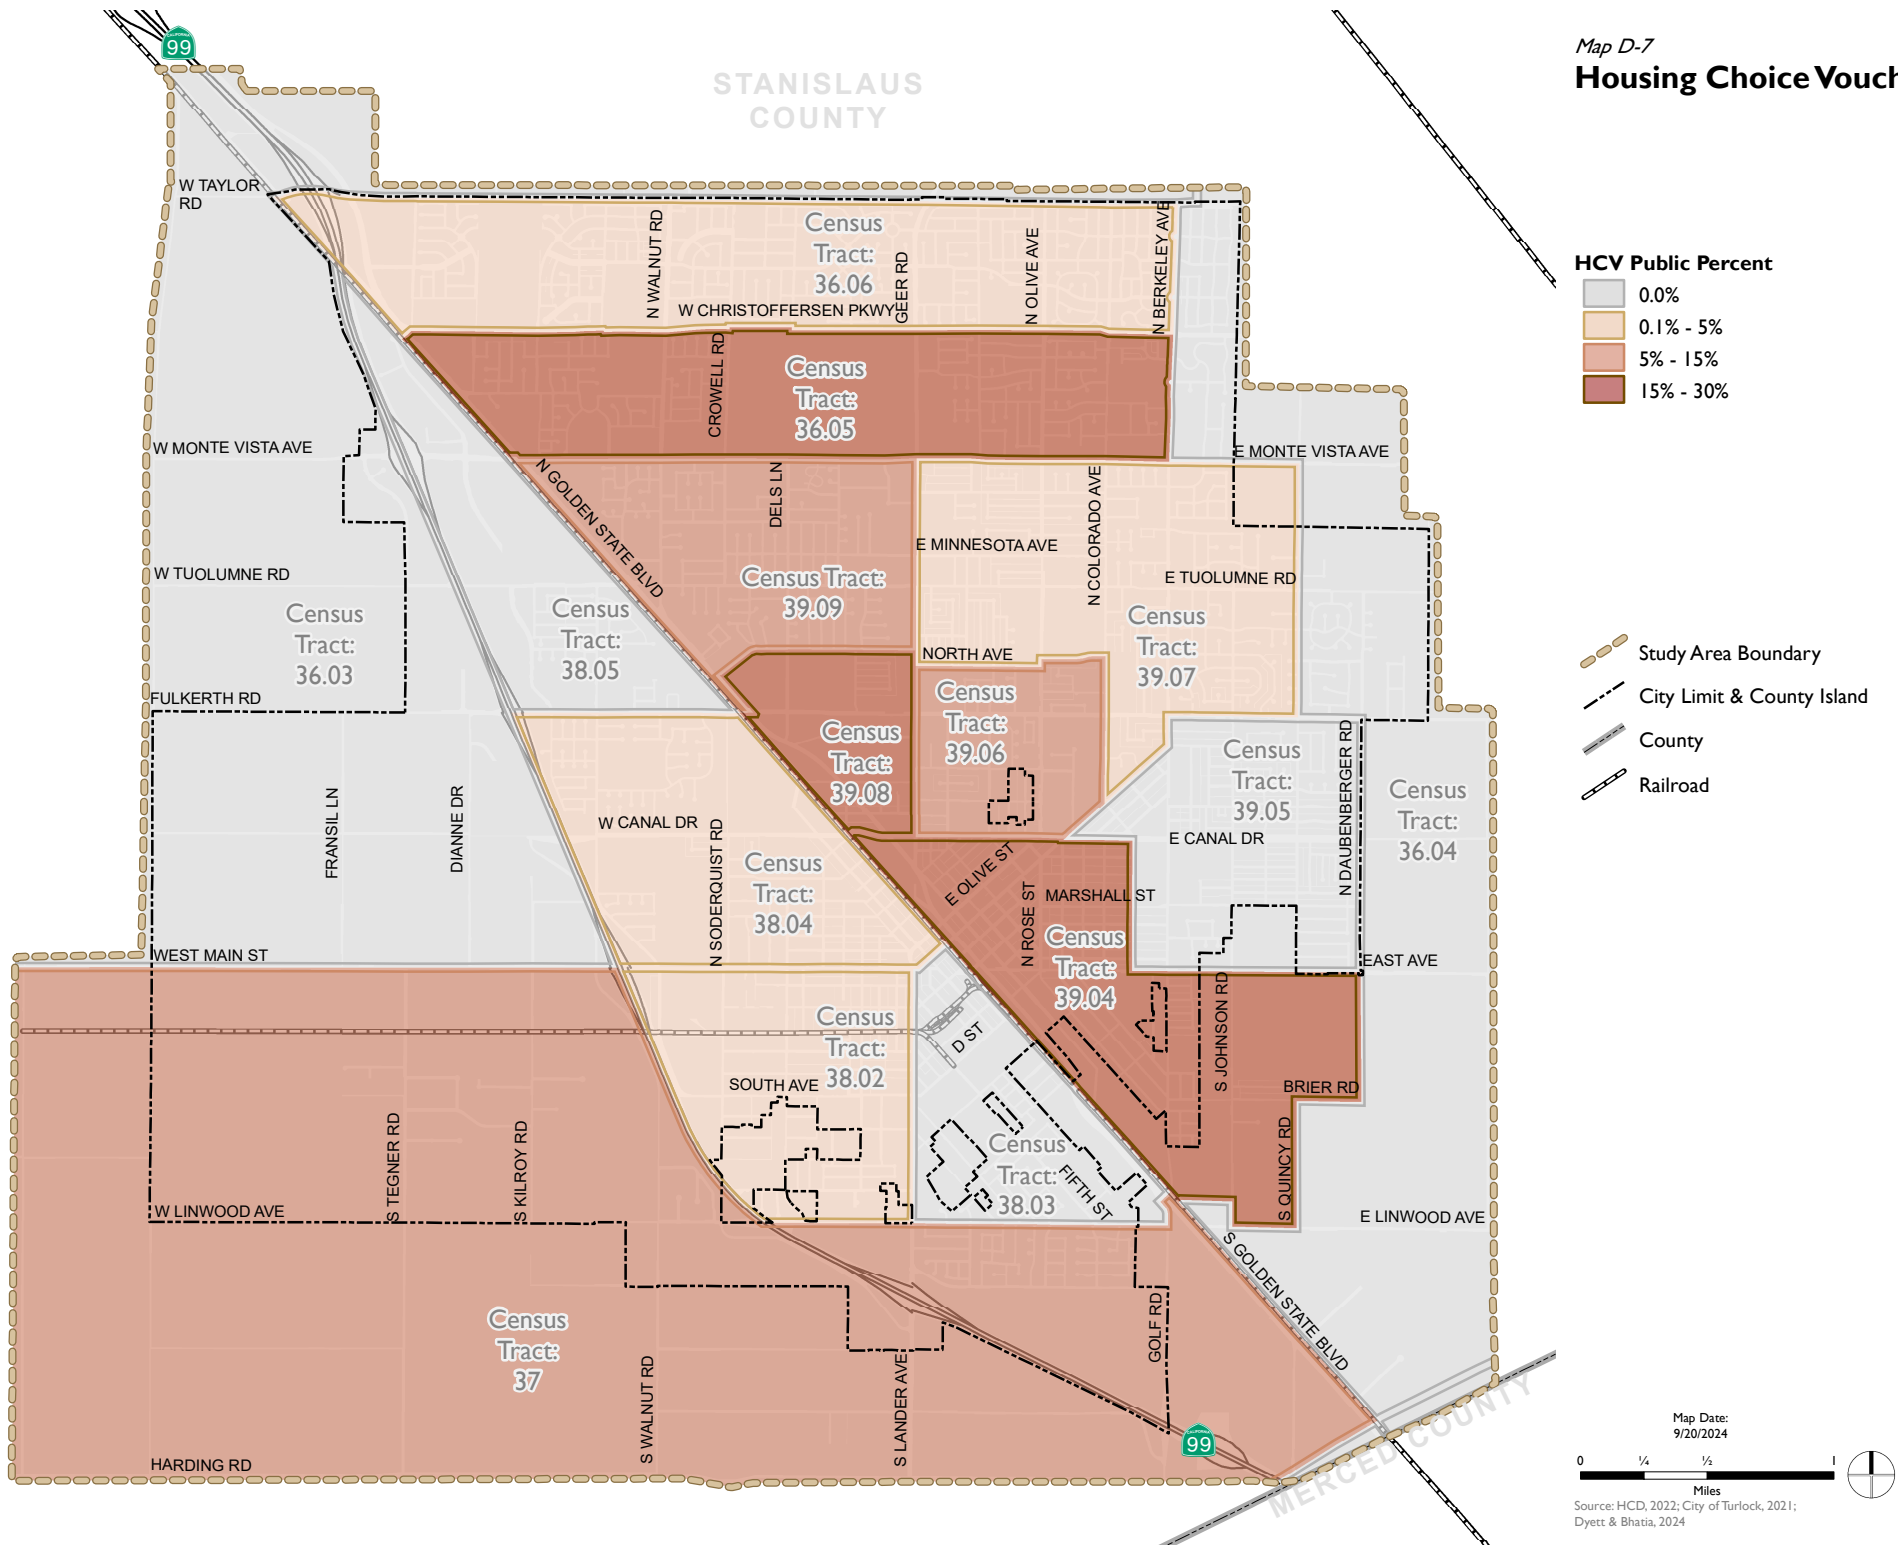 Map D-7
Housing Choice Vouch
CALIFORNIA
99
STANISLAUS
COUNTY
W TAYLOR
RD
N WALNUT RD
Census
Tract:
36.06
GEER RD
N OLIVE AVE
N BERKELEY AVE
W CHRISTOFFERSEN PKWY
CROWELL RD
Census
Tract:
36.05
W MONTE VISTA AVE
E MONTE VISTA AVE
N GOLDEN STATE BLVD
DELS LN
N COLORADO AVE
E MINNESOTA AVE
W TUOLUMNE RD
E TUOLUMNE RD
Census Tract:
39.09
Census
Tract:
36.03
Census
Tract:
38.05
Census
Tract:
39.07
NORTH AVE
FULKERTH RD
Census
Tract:
39.06
Census
Tract:
39.08
Census
Tract:
39.05
N DAUBENBERGER RD
Census
Tract:
36.04
FRANSIL LN
DIANNE DR
W CANAL DR
N SODERQUIST RD
E CANAL DR
Census
Tract:
38.04
E OLIVE ST
N ROSE ST
MARSHALL ST
Census
Tract:
39.04
WEST MAIN ST
EAST AVE
S JOHNSON RD
Census
Tract:
38.02
D ST
SOUTH AVE
BRIER RD
S TEGNER RD
S KILROY RD
Census
Tract:
38.03
FIFTH ST
S QUINCY RD
W LINWOOD AVE
E LINWOOD AVE
S GOLDEN STATE BLVD
Census
Tract:
37
GOLF RD
S WALNUT RD
S LANDER AVE
CALIFORNIA
99
HARDING RD
MERCED COUNTY
HCV Public Percent
0.0%
0.1% - 5%
5% - 15%
15% - 30%
Study Area Boundary
City Limit & County Island
County
Railroad
Map Date:
9/20/2024
0 1/4 1/2 1
Miles
Source: HCD, 2022; City of Turlock, 2021;
Dyett & Bhatia, 2024